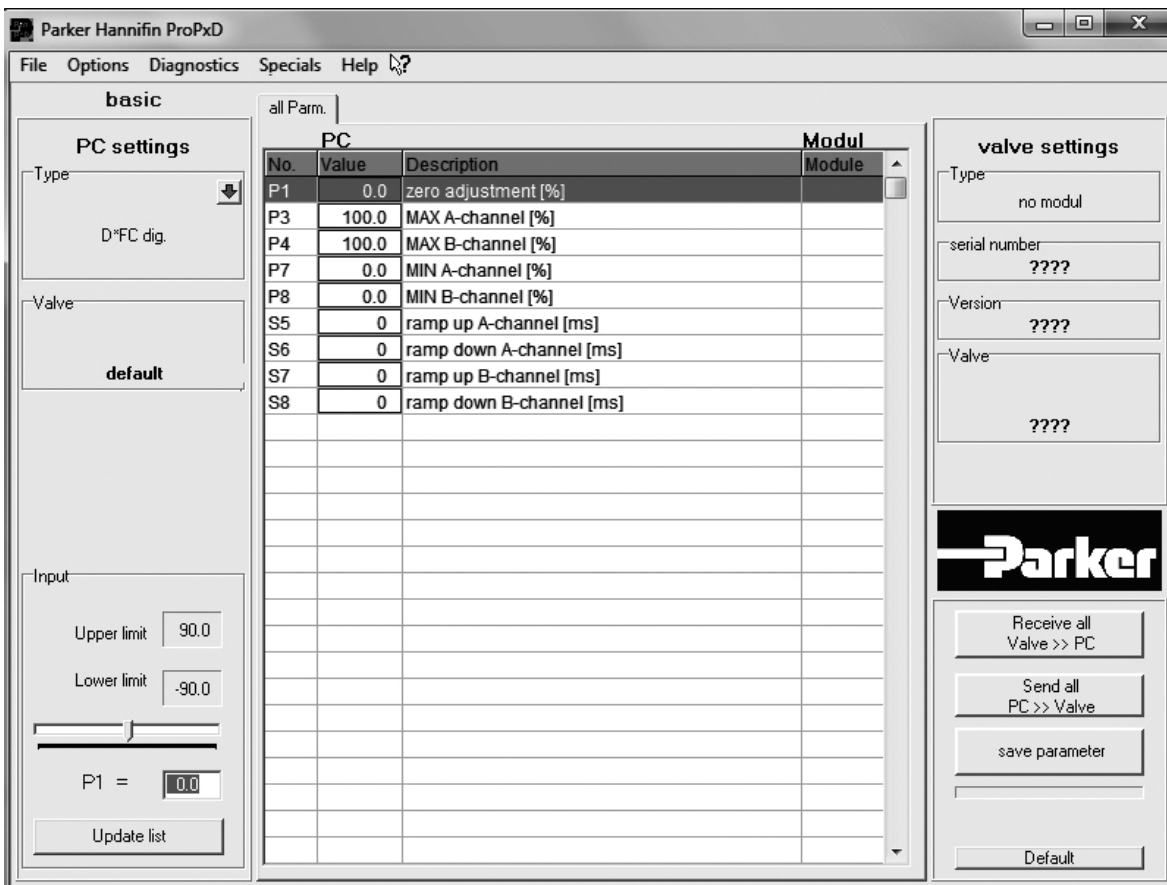 Parker Hannifin ProPxD
File Options Diagnostics Specials Help ?
basic
PC settings
Type
D*FC dig.
Valve
default
Input
Upper limit 90.0
Lower limit -90.0
P1 = 0.0
Update list
all Parm.
PC Modul
No. Value Description Module
P1 0.0 zero adjustment [%]
P3 100.0 MAX A-channel [%]
P4 100.0 MAX B-channel [%]
P7 0.0 MIN A-channel [%]
P8 0.0 MIN B-channel [%]
S5 0 ramp up A-channel [ms]
S6 0 ramp down A-channel [ms]
S7 0 ramp up B-channel [ms]
S8 0 ramp down B-channel [ms]
valve settings
Type
no modul
serial number
????
Version
????
Valve
????
Parker
Receive all
Valve >> PC
Send all
PC >> Valve
save parameter
Default